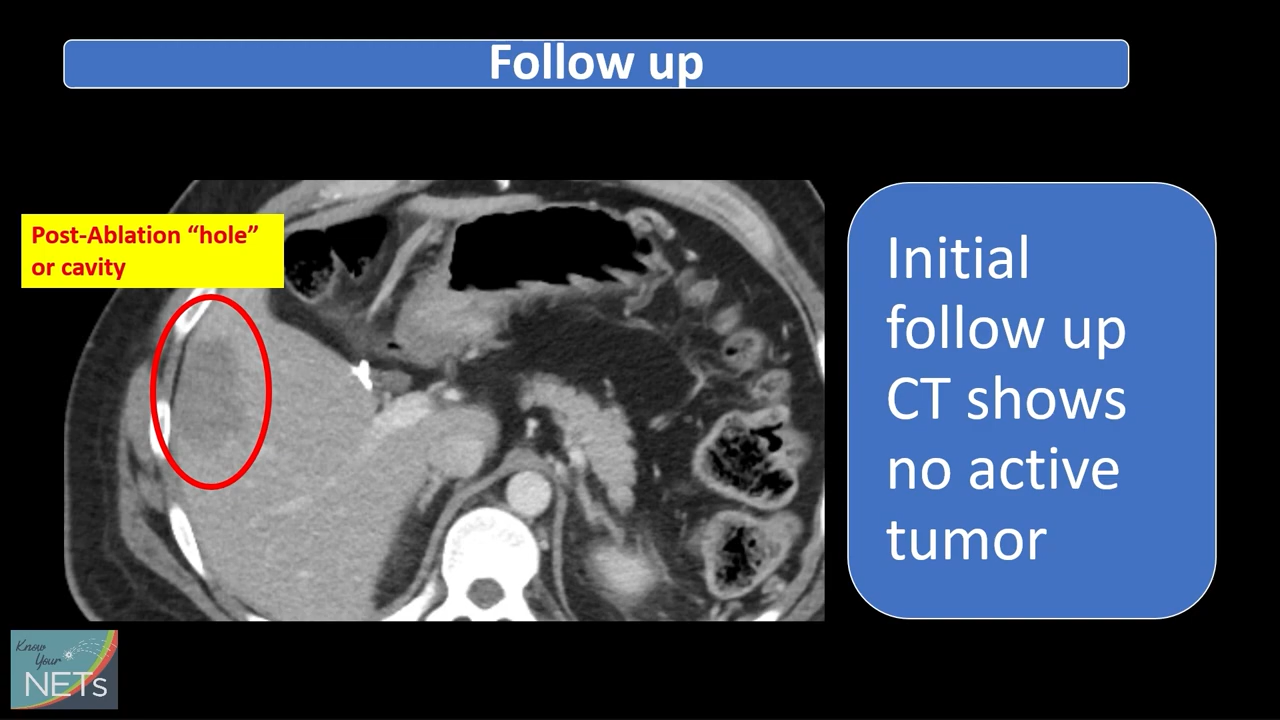 Follow up
Post-Ablation “hole”
or cavity
Initial
follow up
CT shows
no active
tumor
Know
Your
NETs